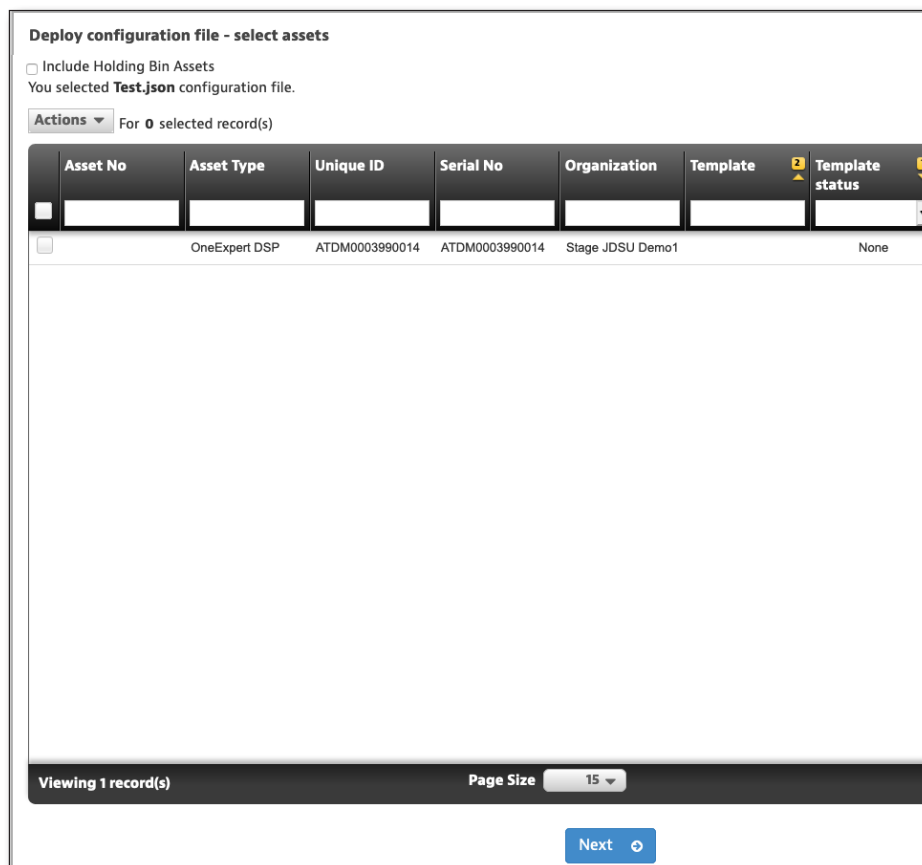 Deploy configuration file - select assets
Include Holding Bin Assets
You selected Test.json configuration file.
Actions For 0 selected record(s)
Asset No Asset Type Unique ID Serial No Organization Template 2 Template status
OneExpert DSP ATDM0003990014 ATDM0003990014 Stage JDSU Demo1 None
Viewing 1 record(s) Page Size 15
Next